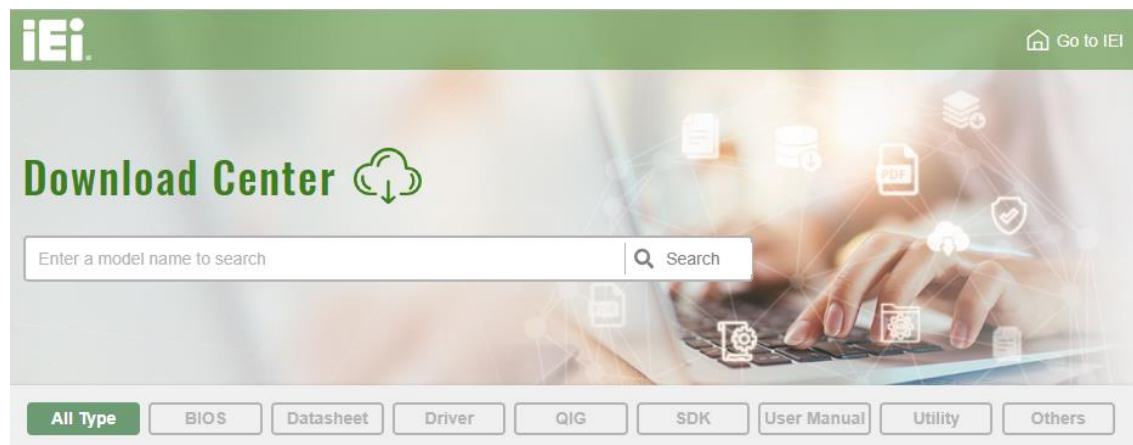 iEi.
Go to IEI
Download Center
Enter a model name to search
Search
PDF
All Type
BIOS
Datasheet
Driver
QIG
SDK
User Manual
Utility
Others